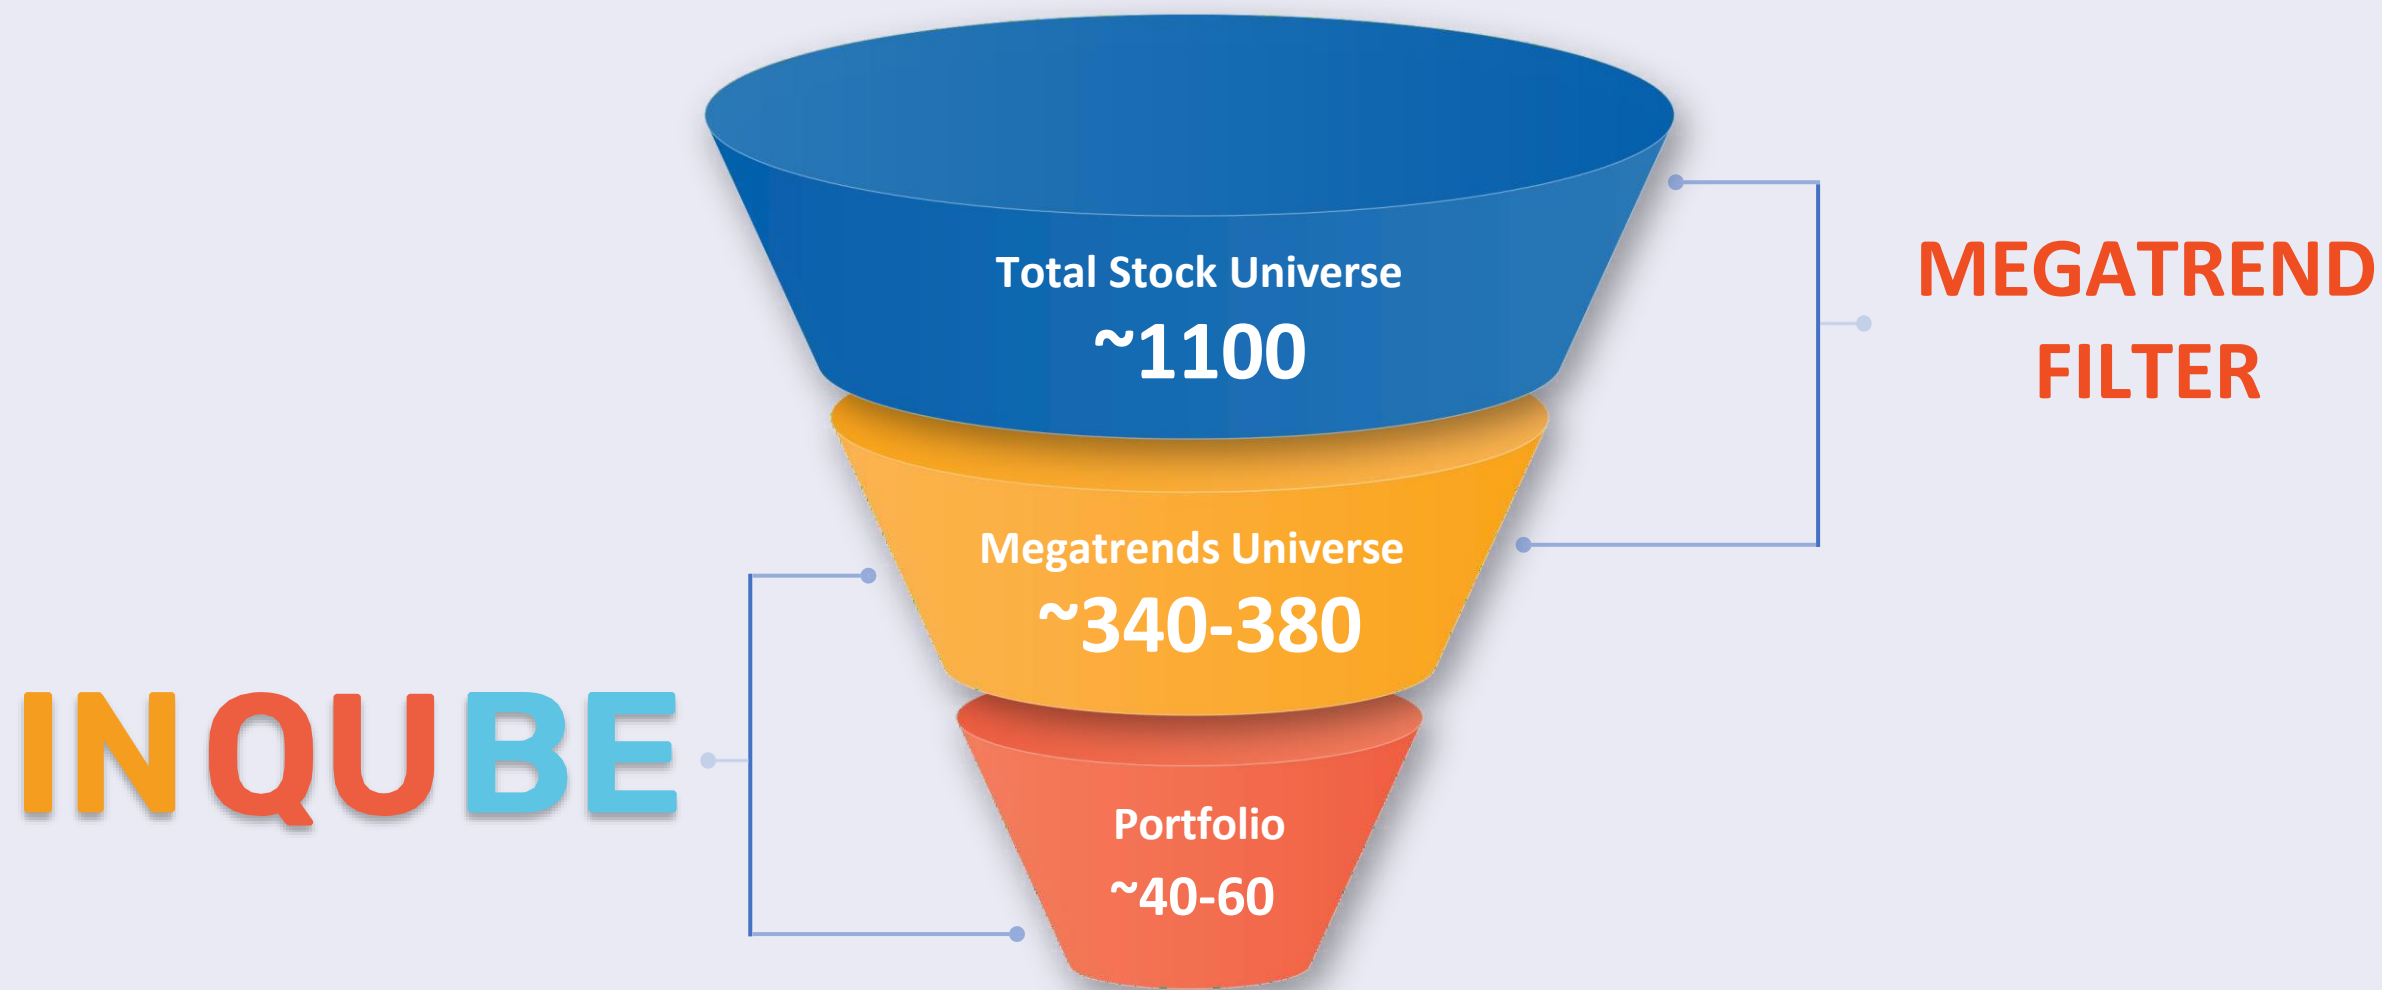 Total Stock Universe
~1100
MEGATREND
FILTER
Megatrends Universe
~340-380
INQUBE
Portfolio
~40-60